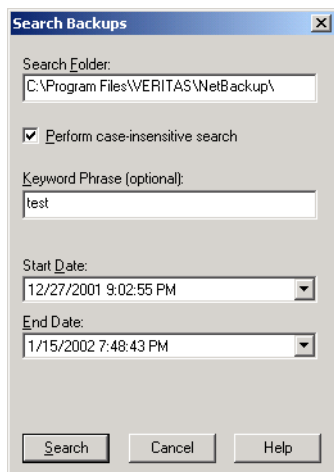 Search Backups
Search Folder:
C:\Program Files\VERITAS\NetBackup\
Perform case-insensitive search
Keyword Phrase (optional):
test
Start Date:
12/27/2001 9:02:55 PM
End Date:
1/15/2002 7:48:43 PM
Search Cancel Help